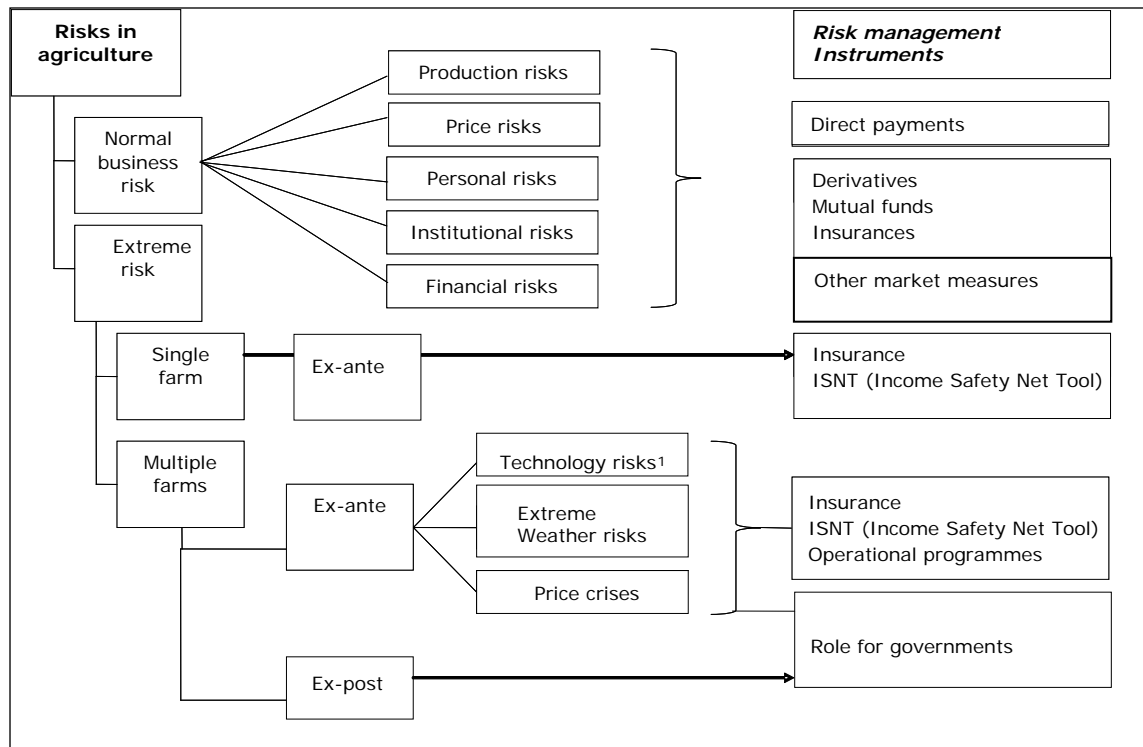 Risks in
agriculture
Risk management
Instruments
Normal
business
risk
Production risks
Price risks
Personal risks
Institutional risks
Financial risks
Direct payments
Derivatives
Mutual funds
Insurances
Other market measures
Extreme
risk
Single
farm
Ex-ante
Insurance
ISNT (Income Safety Net Tool)
Multiple
farms
Ex-ante
Technology risks¹
Extreme
Weather risks
Price crises
Insurance
ISNT (Income Safety Net Tool)
Operational programmes
Role for governments
Ex-post